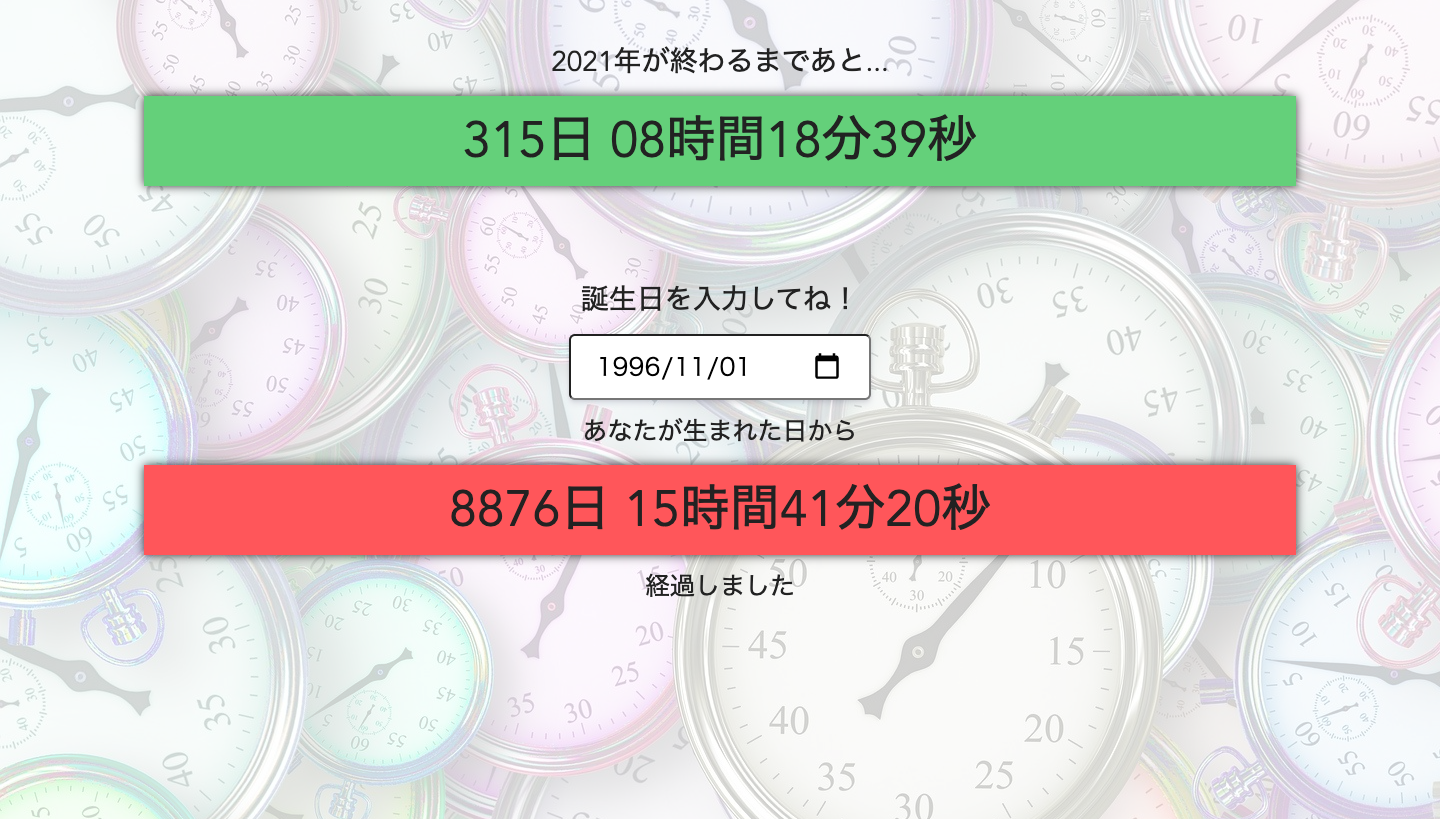 2021年が終わるまであと...
315日 08時間18分39秒
誕生日を入力してね！
1996/11/01
あなたが生まれた日から
8876日 15時間41分20秒
経過しました